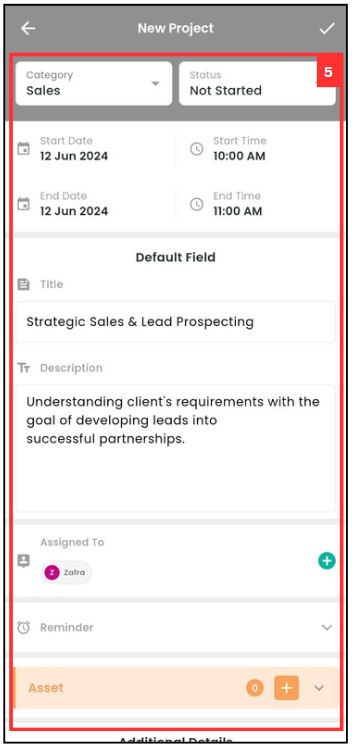 New Project
5
Category
Sales
Status
Not Started
Start Date
12 Jun 2024
Start Time
10:00 AM
End Date
12 Jun 2024
End Time
11:00 AM
Default Field
Title
Strategic Sales & Lead Prospecting
Tт Description
Understanding client's requirements with the
goal of developing leads into
successful partnerships.
Assigned To
Z Zafra
Reminder
Asset
0
Additional Details